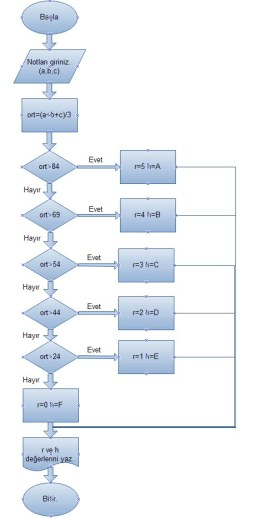 Başla
Notları giriniz.
(a,b,c)
ort=(a+b+c)/3
ort>84
Evet
r=5 h=A
Hayır
ort>69
Evet
r=4 h=B
Hayır
ort>54
Evet
r=3 h=C
Hayır
ort>44
Evet
r=2 h=D
Hayır
ort>24
Evet
r=1 h=E
Hayır
r=0 h=F
r ve h
değerlerini yaz.
Bitir.